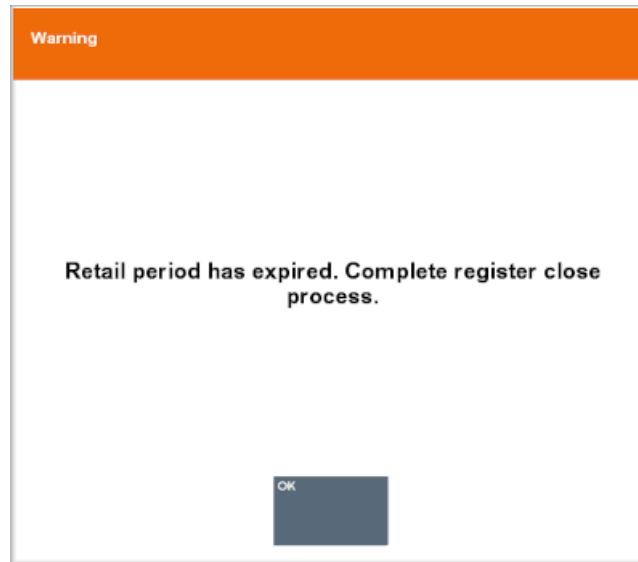 Warning
Retail period has expired. Complete register close
process.
OK